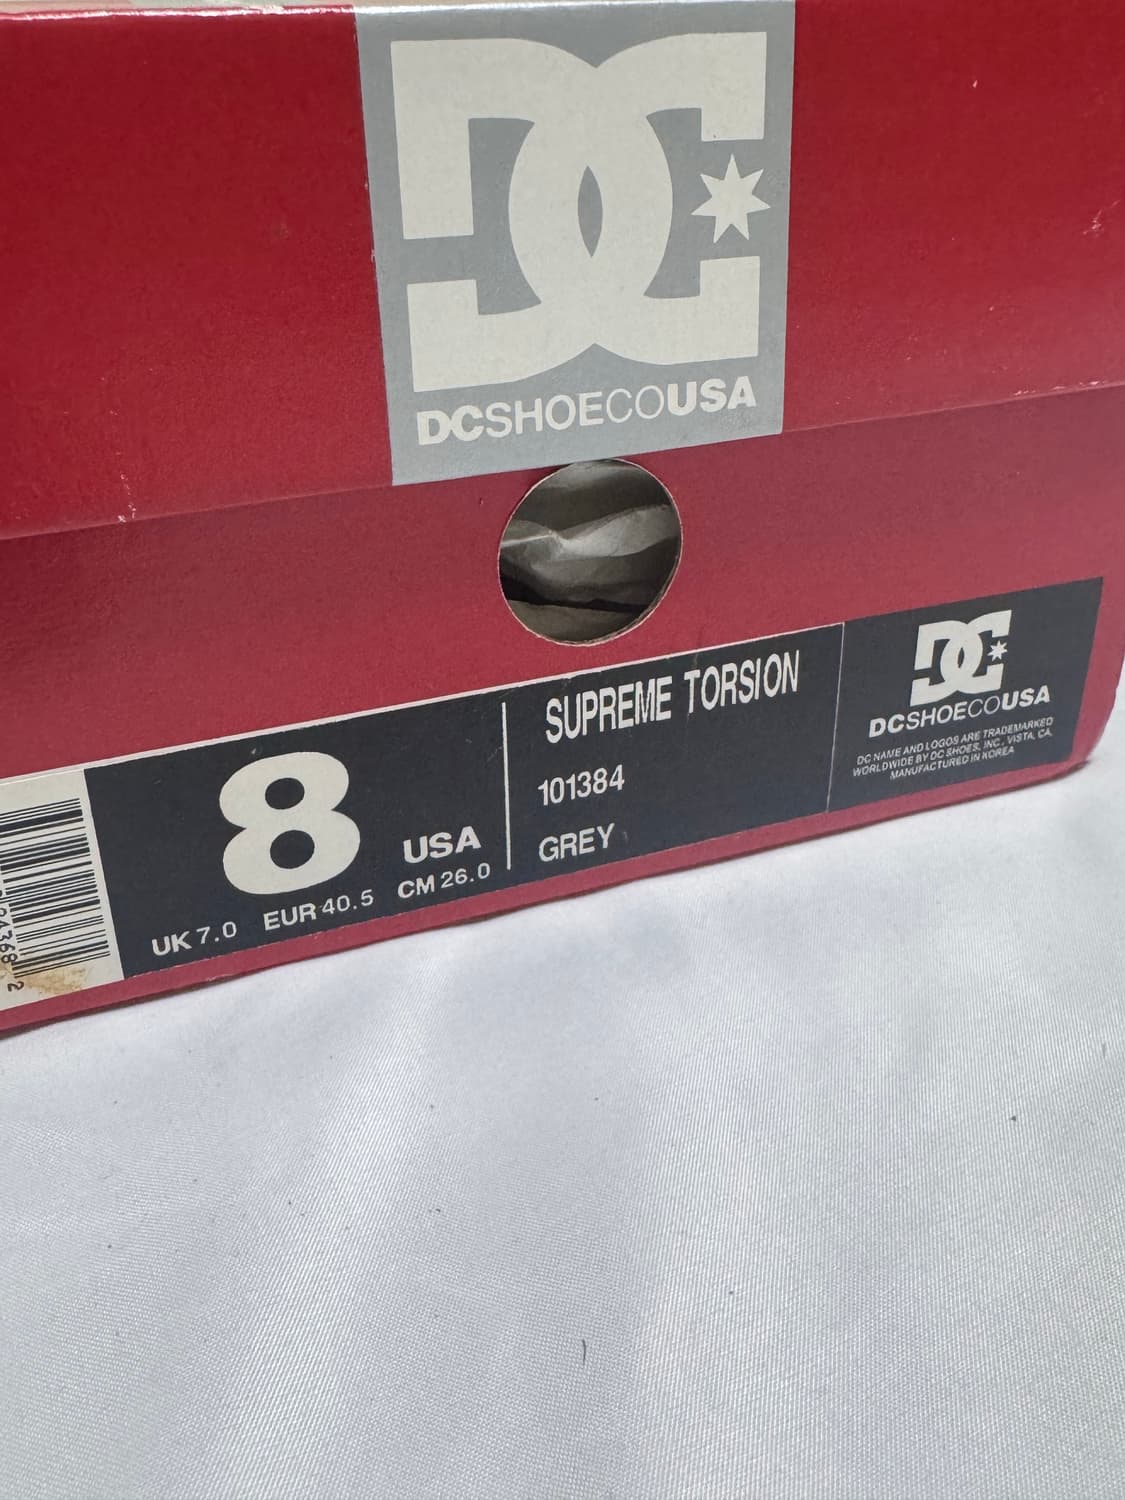 DC
DCSHOECOUSA
SUPREME TORSION
101384
GREY
8 USA
UK 7.0 EUR 40.5 CM 26.0
DC
DCSHOECOUSA
DC NAME AND LOGOS ARE TRADEMARKED
WORLDWIDE BY DC SHOES, INC., VISTA, CA.
MANUFACTURED IN KOREA